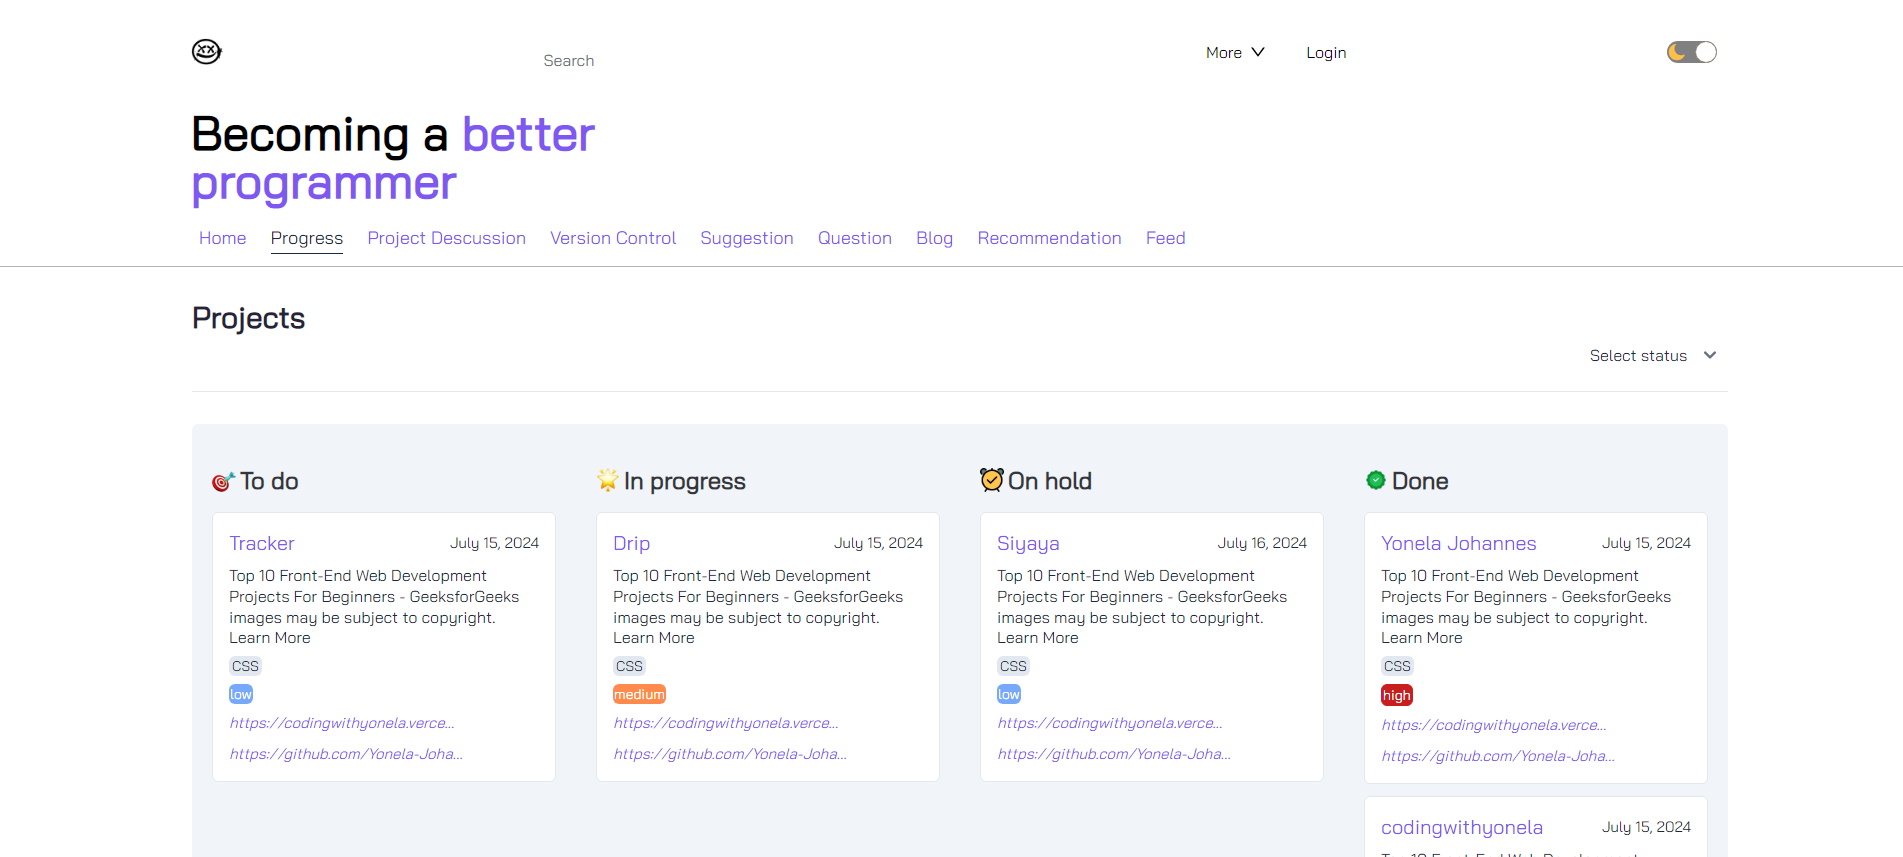 Search
More
Login
Becoming a better
programmer
Home Progress Project Descussion Version Control Suggestion Question Blog Recommendation Feed
Projects
Select status
To do
Tracker July 15, 2024
Top 10 Front-End Web Development
Projects For Beginners - GeeksforGeeks
images may be subject to copyright.
Learn More
CSS
low
https://codingwithyonela.verce...
https://github.com/Yonela-Joha...
In progress
Drip July 15, 2024
Top 10 Front-End Web Development
Projects For Beginners - GeeksforGeeks
images may be subject to copyright.
Learn More
CSS
medium
https://codingwithyonela.verce...
https://github.com/Yonela-Joha...
On hold
Siyaya July 16, 2024
Top 10 Front-End Web Development
Projects For Beginners - GeeksforGeeks
images may be subject to copyright.
Learn More
CSS
low
https://codingwithyonela.verce...
https://github.com/Yonela-Joha...
Done
Yonela Johannes July 15, 2024
Top 10 Front-End Web Development
Projects For Beginners - GeeksforGeeks
images may be subject to copyright.
Learn More
CSS
high
https://codingwithyonela.verce...
https://github.com/Yonela-Joha...
codingwithyonela July 15, 2024